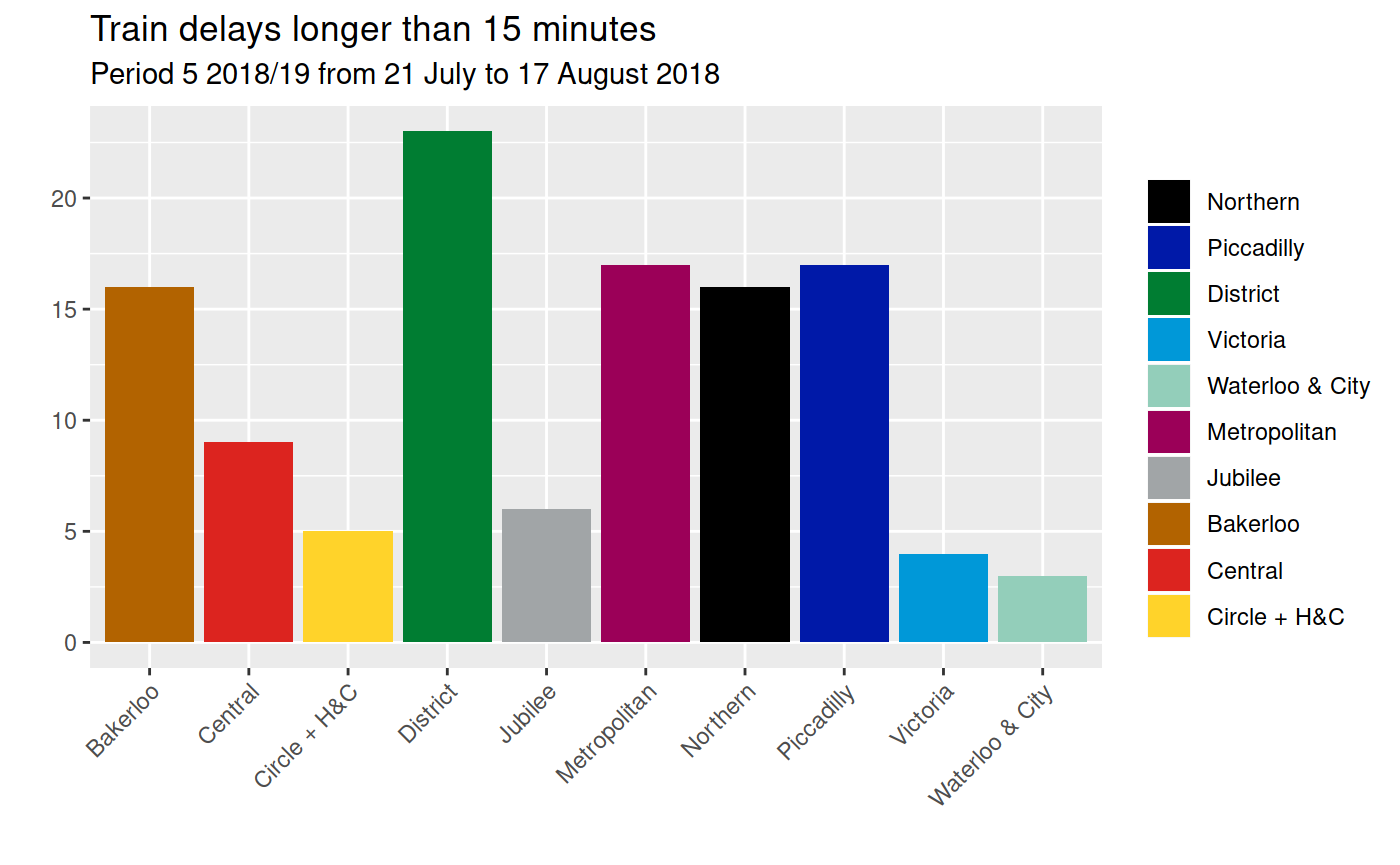 Train delays longer than 15 minutes
Period 5 2018/19 from 21 July to 17 August 2018
20
15
10
5
0
Bakerloo
Central
Circle + H&C
District
Jubilee
Metropolitan
Northern
Piccadilly
Victoria
Waterloo & City
Northern
Piccadilly
District
Victoria
Waterloo & City
Metropolitan
Jubilee
Bakerloo
Central
Circle + H&C